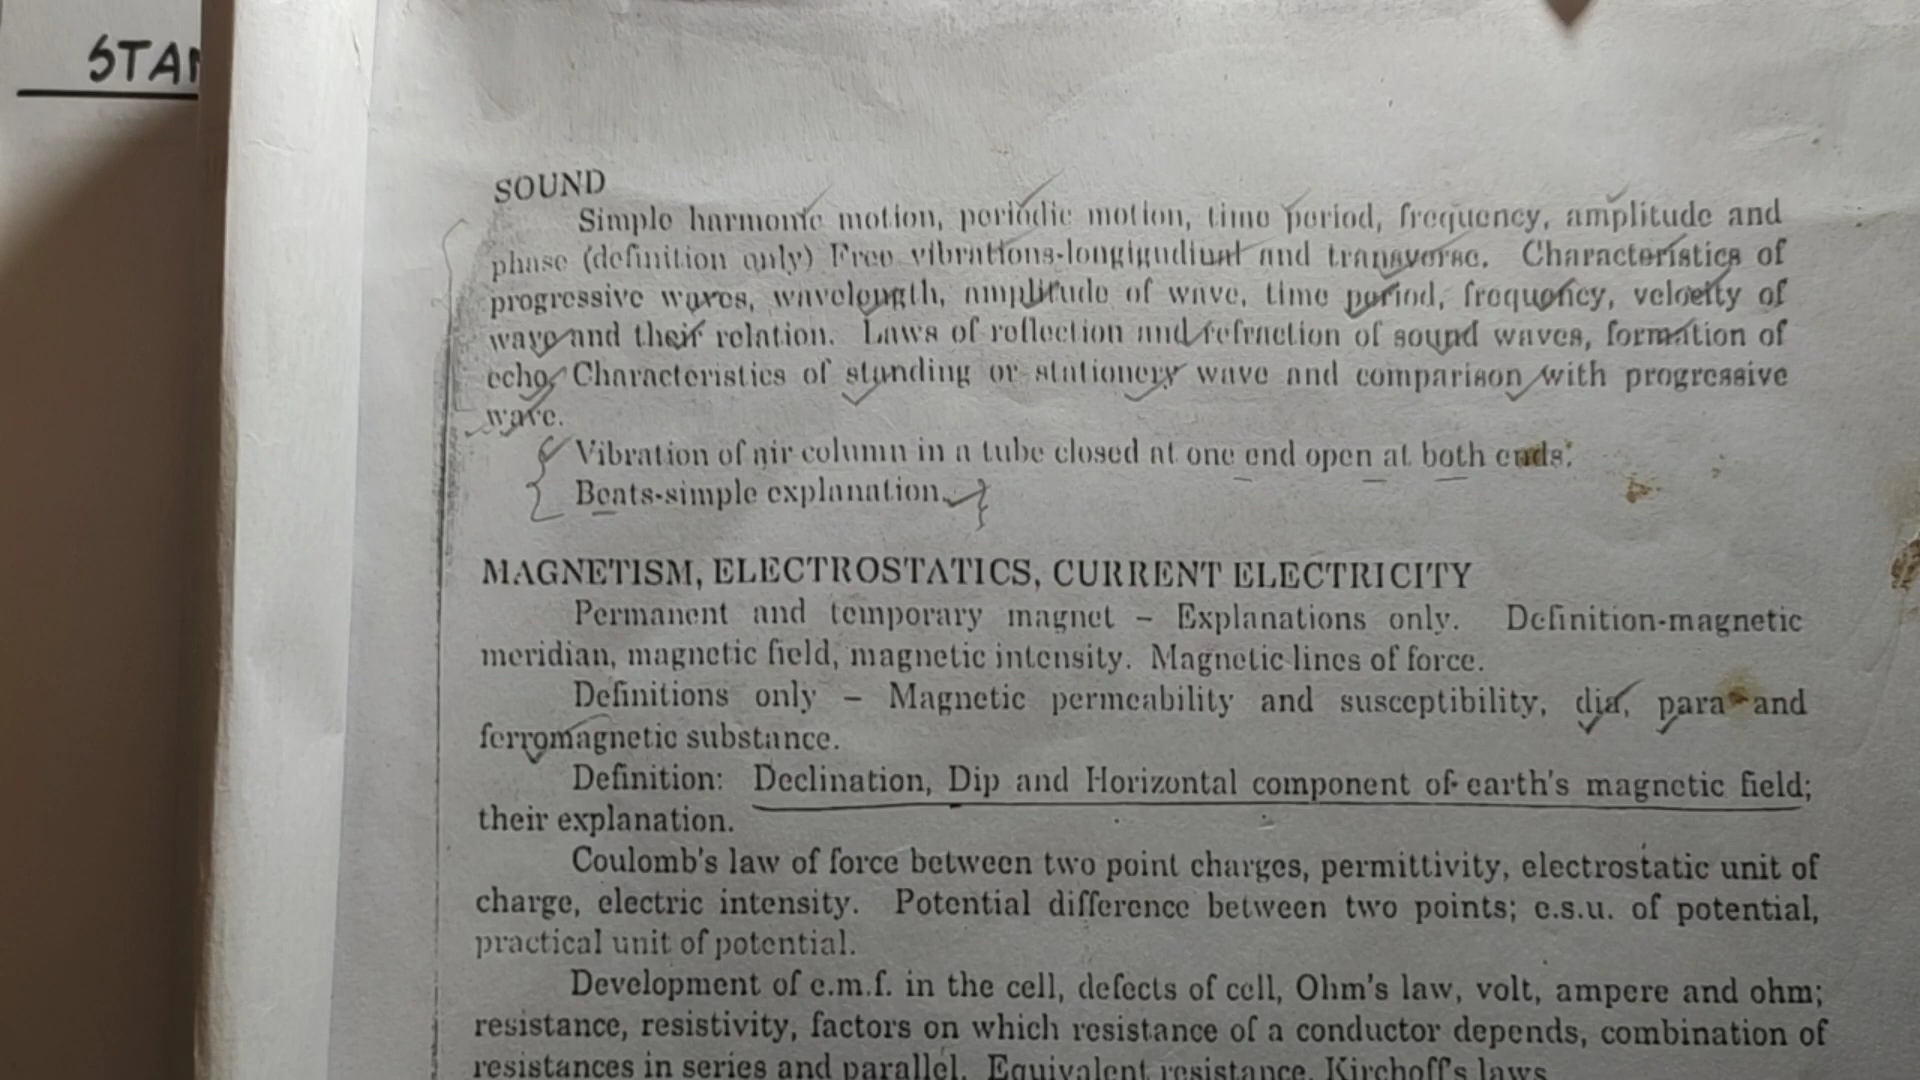 STAN
SOUND
Simple harmonic motion, periodic motion, time period, frequency, amplitude and
phase (definition only) Free vibrations-longigudiunl and transverse. Characteristics of
progressive waves, wavelength, amplitude of wave, time period, frequency, velocity of
wave and their relation. Laws of reflection and refraction of sound waves, formation of
echo. Characteristics of standing or stationery wave and comparison with progressive
wave.
Vibration of air column in a tube closed at one end open at both ends.
Beats-simple explanation.
MAGNETISM, ELECTROSTATICS, CURRENT ELECTRICITY
Permanent and temporary magnet – Explanations only. Definition-magnetic
meridian, magnetic field, magnetic intensity. Magnetic lines of force.
Definitions only – Magnetic permeability and susceptibility, dia, para and
ferromagnetic substance.
Definition: Declination, Dip and Horizontal component of earth's magnetic field;
their explanation.
Coulomb's law of force between two point charges, permittivity, electrostatic unit of
charge, electric intensity. Potential difference between two points; e.s.u. of potential,
practical unit of potential.
Development of e.m.f. in the cell, defects of cell, Ohm's law, volt, ampere and ohm;
resistance, resistivity, factors on which resistance of a conductor depends, combination of
resistances in series and parallel. Equivalent resistance. Kirchoff's laws